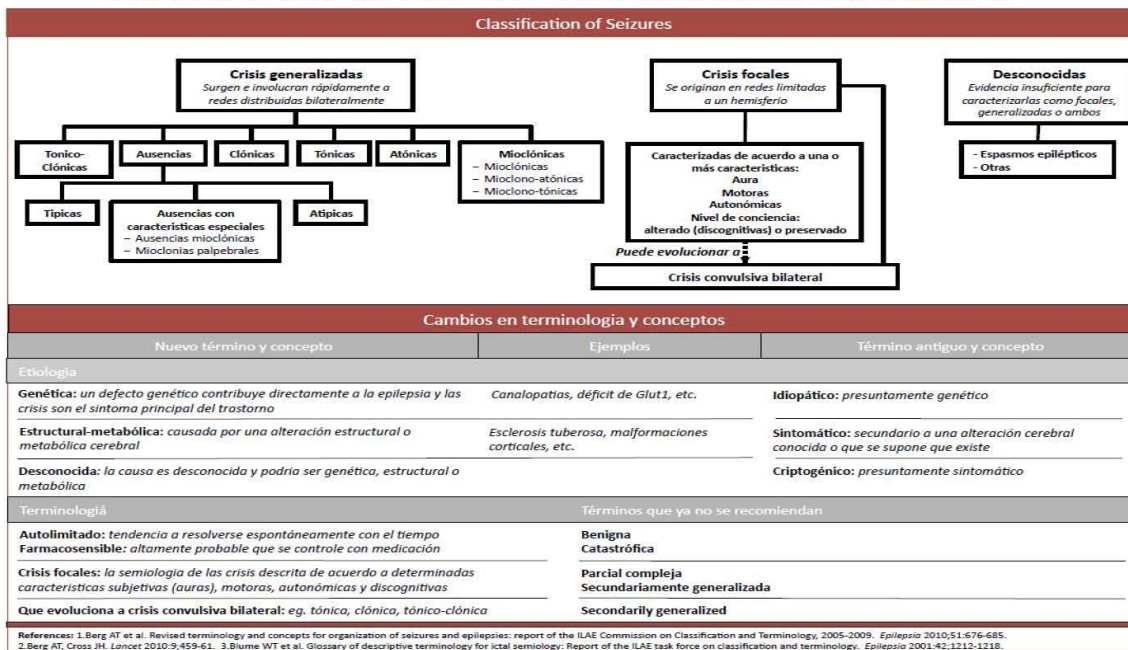 Classification of Seizures
Crisis generalizadas
Surgen e involucran rápidamente a
redes distribuidas bilateralmente
Tonico-
Clónicas
Ausencias
Clónicas
Tónicas
Atónicas
Mioclónicas
– Mioclónicas
– Mioclono-atónicas
– Mioclono-tónicas
Tipicas
Ausencias con
caracteristicas especiales
– Ausencias mioclónicas
– Mioclonias palpebrales
Atipicas
Crisis focales
Se originan en redes limitadas
a un hemisferio
Caracterizadas de acuerdo a una o
más caracteristicas:
Aura
Motoras
Autonómicas
Nivel de conciencia:
alterado (discognitivas) o preservado
Puede evolucionar a
Crisis convulsiva bilateral
Desconocidas
Evidencia insuficiente para
caracterizarlas como focales,
generalizadas o ambos
- Espasmos epilépticos
- Otras
Cambios en terminologia y conceptos
Nuevo término y concepto
Ejemplos
Término antiguo y concepto
Etiologia
Genética: un defecto genético contribuye directamente a la epilepsia y las
crisis son el sintoma principal del trastorno
Canalopatias, déficit de Glut1, etc.
Idiopático: presuntamente genético
Estructural-metabólica: causada por una alteración estructural o
metabólica cerebral
Esclerosis tuberosa, malformaciones
corticales, etc.
Sintomático: secundario a una alteración cerebral
conocida o que se supone que existe
Desconocida: la causa es desconocida y podria ser genética, estructural o
metabólica
Criptogénico: presuntamente sintomático
Terminologiá
Términos que ya no se recomiendan
Autolimitado: tendencia a resolverse espontáneamente con el tiempo
Farmacosensible: altamente probable que se controle con medicación
Benigna
Catastrófica
Crisis focales: la semiologia de las crisis descrita de acuerdo a determinadas
caracteristicas subjetivas (auras), motoras, autonómicas y discognitivas
Parcial compleja
Secundariamente generalizada
Que evoluciona a crisis convulsiva bilateral: eg. tónica, clónica, tónico-clónica
Secondarily generalized
References: 1.Berg AT et al. Revised terminology and concepts for organization of seizures and epilepsies: report of the ILAE Commission on Classification and Terminology, 2005-2009. Epilepsia 2010;51:676-685.
2.Berg AT, Cross JH. Lancet 2010:9;459-61. 3.Blume WT et al. Glossary of descriptive terminology for ictal semiology: Report of the ILAE task force on classification and terminology. Epilepsia 2001:42;1212-1218.